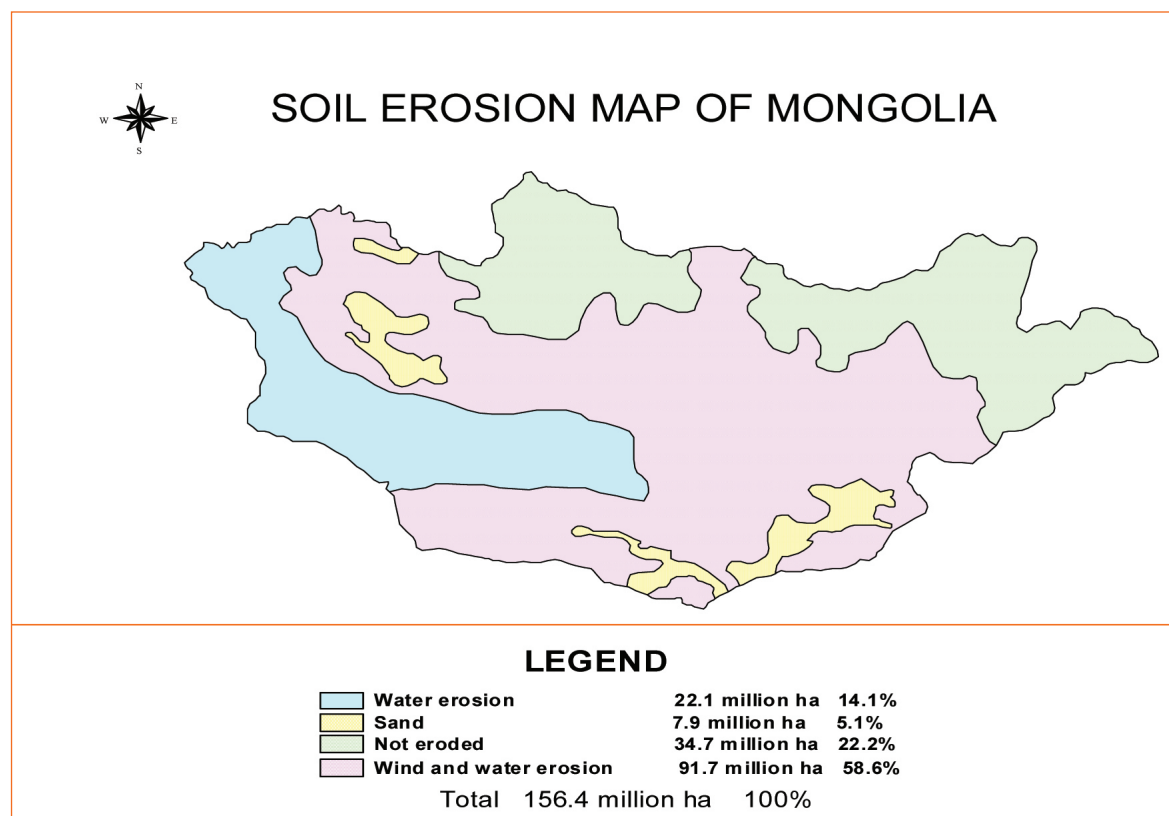 N
SOIL EROSION MAP OF MONGOLIA
W E
S
LEGEND
Water erosion 22.1 million ha 14.1%
Sand 7.9 million ha 5.1%
Not eroded 34.7 million ha 22.2%
Wind and water erosion 91.7 million ha 58.6%
Total 156.4 million ha 100%